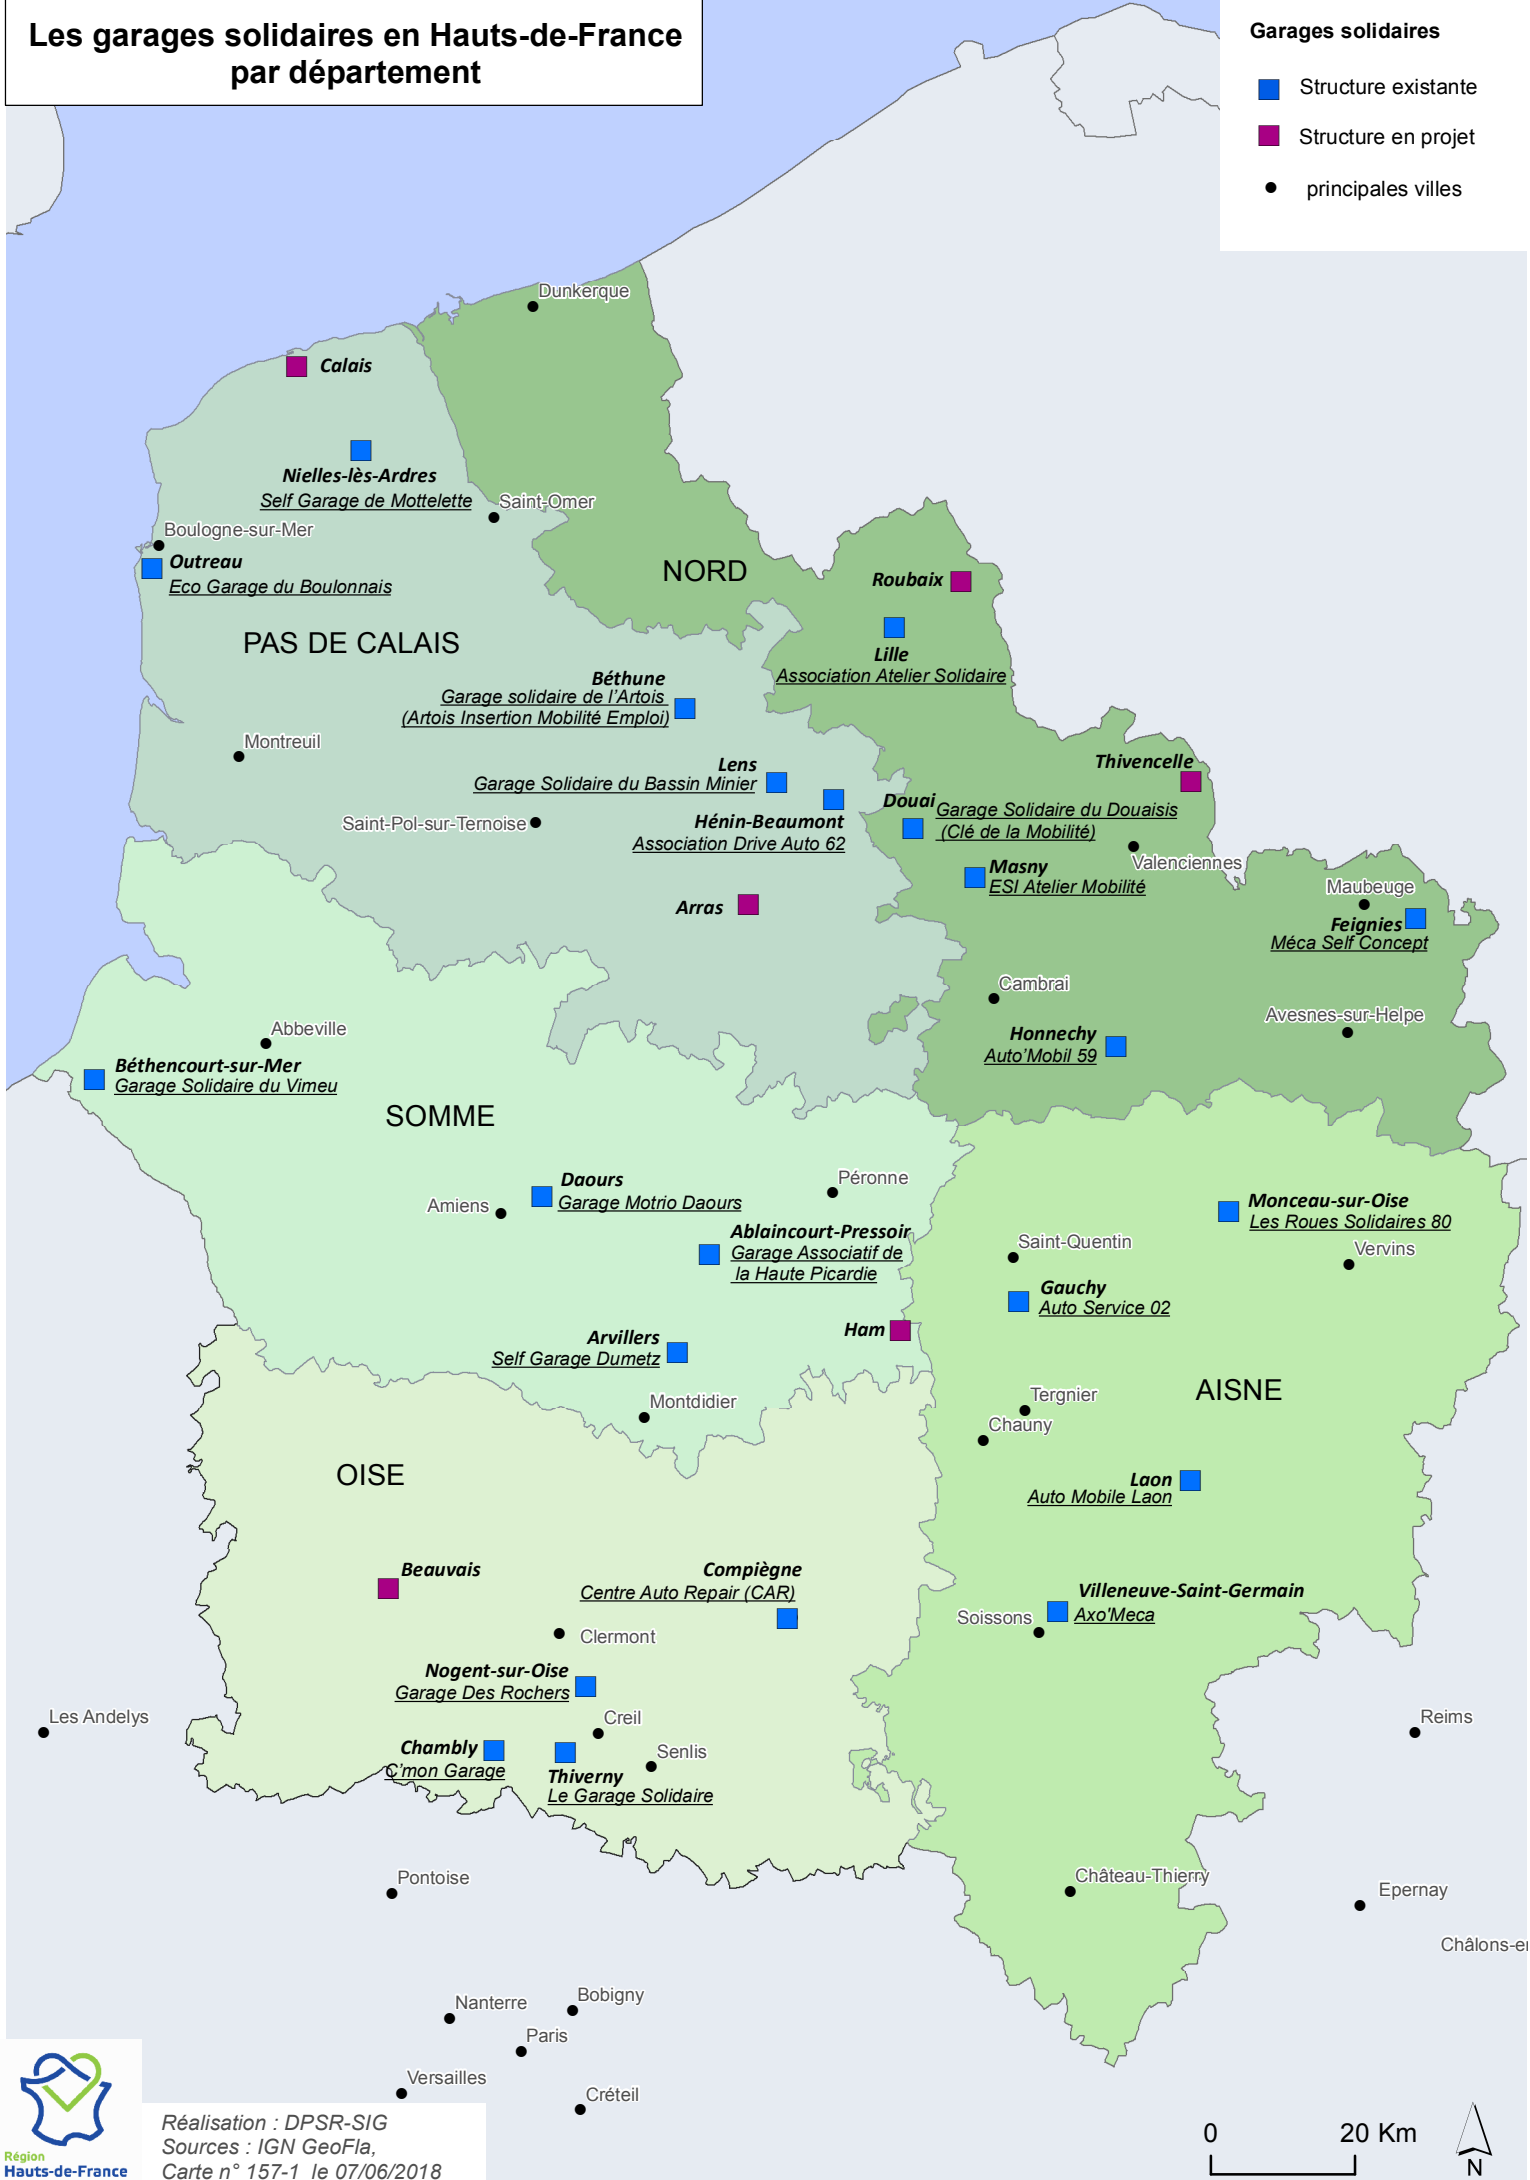 Les garages solidaires en Hauts-de-France
par département
Garages solidaires
Structure existante
Structure en projet
principales villes
Dunkerque
Calais
Nielles-lès-Ardres
Self Garage de Mottelette
Saint-Omer
Boulogne-sur-Mer
Outreau
Eco Garage du Boulonnais
NORD
Roubaix
PAS DE CALAIS
Lille
Association Atelier Solidaire
Béthune
Garage solidaire de l'Artois
(Artois Insertion Mobilité Emploi)
Montreuil
Lens
Garage Solidaire du Bassin Minier
Thivencelle
Saint-Pol-sur-Ternoise
Hénin-Beaumont
Association Drive Auto 62
Douai
Garage Solidaire du Douaisis
(Clé de la Mobilité)
Valenciennes
Masny
ESI Atelier Mobilité
Maubeuge
Feignies
Méca Self Concept
Arras
Cambrai
Avesnes-sur-Helpe
Honnechy
Auto'Mobil 59
Abbeville
Béthencourt-sur-Mer
Garage Solidaire du Vimeu
SOMME
Daours
Garage Motrio Daours
Amiens
Péronne
Ablaincourt-Pressoir
Garage Associatif de
la Haute Picardie
Monceau-sur-Oise
Les Roues Solidaires 80
Saint-Quentin
Vervins
Gauchy
Auto Service 02
Ham
Arvillers
Self Garage Dumetz
Montdidier
Tergnier
Chauny
AISNE
OISE
Laon
Auto Mobile Laon
Beauvais
Compiègne
Centre Auto Repair (CAR)
Villeneuve-Saint-Germain
Axo'Meca
Soissons
Clermont
Nogent-sur-Oise
Garage Des Rochers
Les Andelys
Creil
Reims
Chambly
C'mon Garage
Senlis
Thiverny
Le Garage Solidaire
Pontoise
Château-Thierry
Epernay
Châlons-en
Nanterre
Bobigny
Paris
Versailles
Créteil
Région
Hauts-de-France
Réalisation : DPSR-SIG
Sources : IGN GeoFla,
Carte n° 157-1 le 07/06/2018
0 20 Km
N